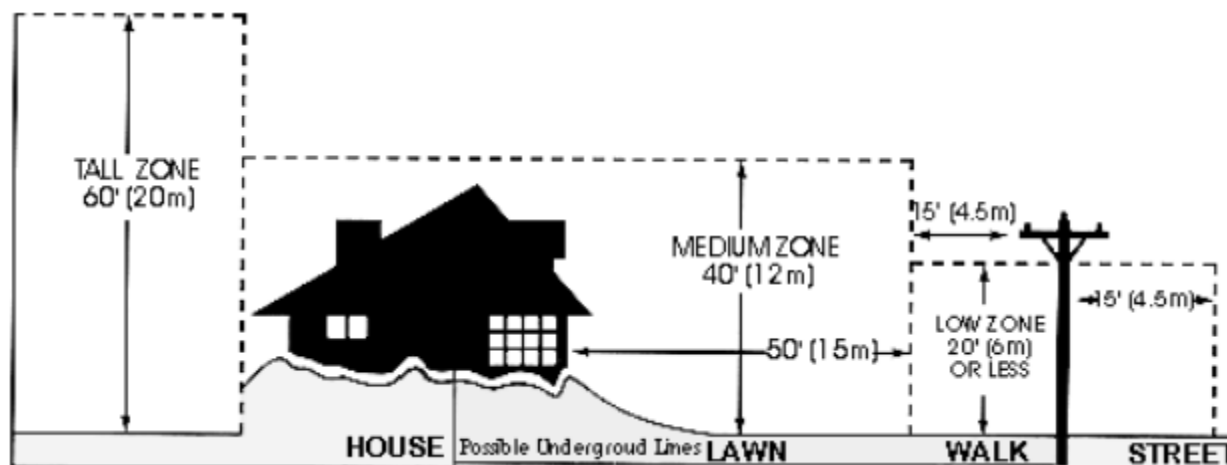 TALL ZONE
60' (20m)
MEDIUM ZONE
40' (12m)
15' (4.5m)
15' (4.5m)
LOW ZONE
20' (6m)
OR LESS
50' (15m)
HOUSE
Possible Undergroud Lines
LAWN
WALK
STREET